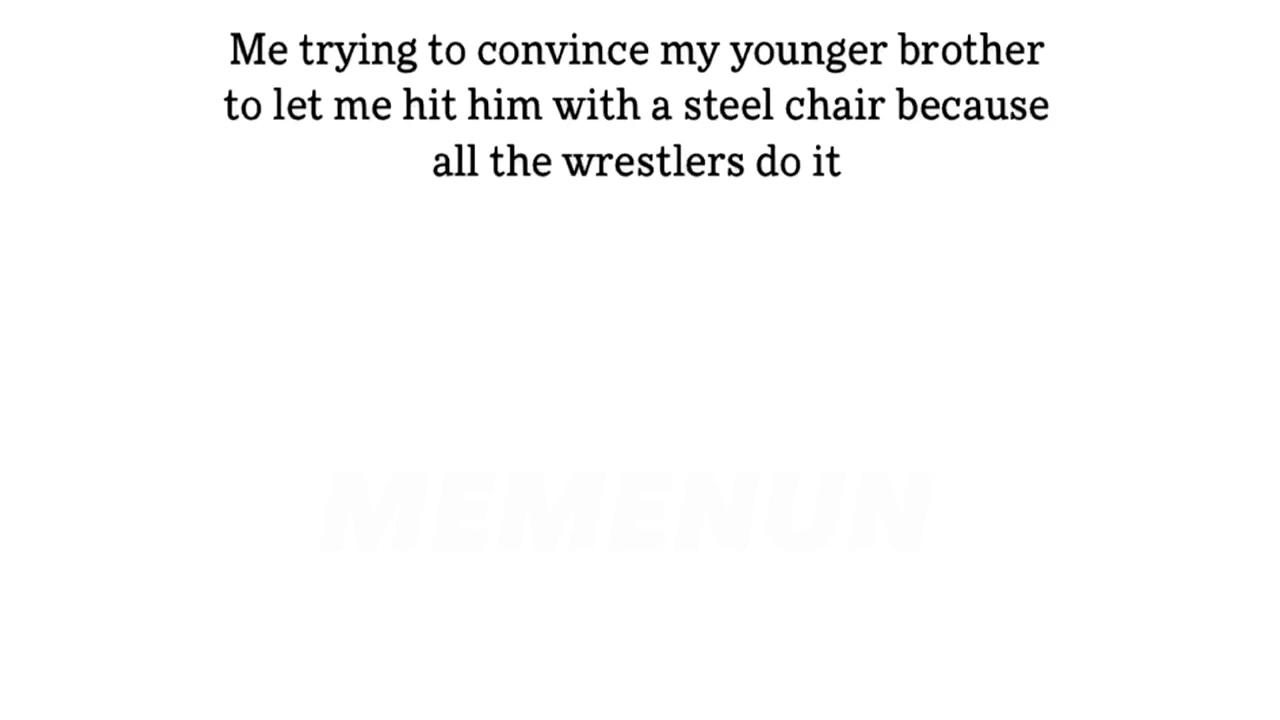 Me trying to convince my younger brother
to let me hit him with a steel chair because
all the wrestlers do it
MEMENUN